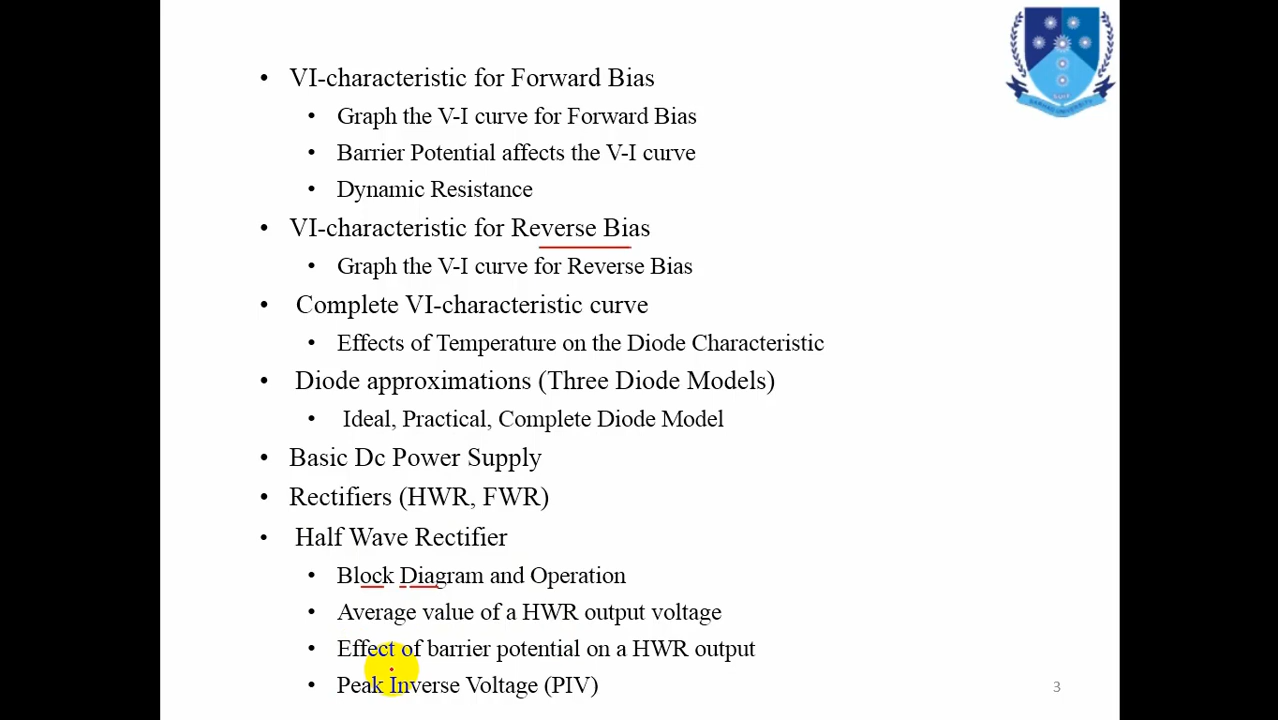 • VI-characteristic for Forward Bias
• Graph the V-I curve for Forward Bias
• Barrier Potential affects the V-I curve
• Dynamic Resistance
• VI-characteristic for Reverse Bias
• Graph the V-I curve for Reverse Bias
• Complete VI-characteristic curve
• Effects of Temperature on the Diode Characteristic
• Diode approximations (Three Diode Models)
• Ideal, Practical, Complete Diode Model
• Basic Dc Power Supply
• Rectifiers (HWR, FWR)
• Half Wave Rectifier
• Block Diagram and Operation
• Average value of a HWR output voltage
• Effect of barrier potential on a HWR output
• Peak Inverse Voltage (PIV)
3